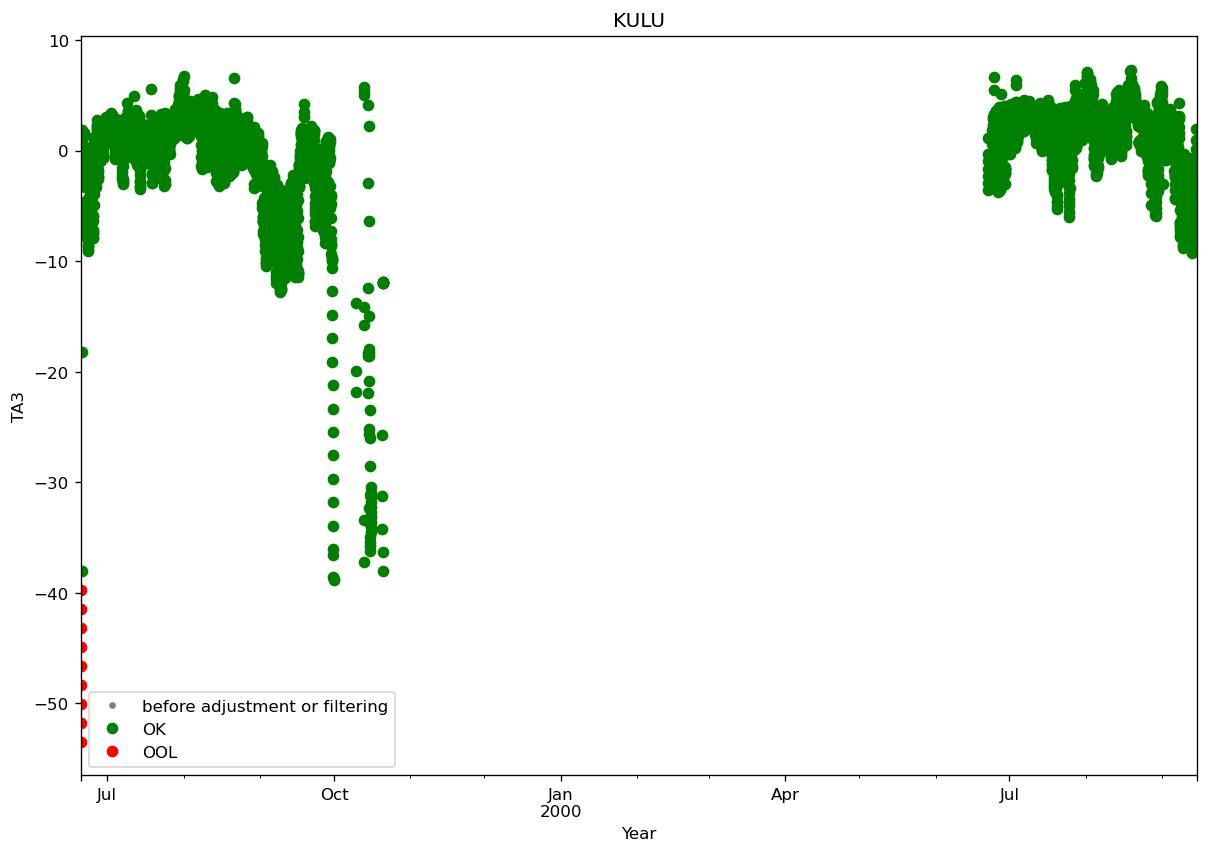 KULU
10
0
−10
−20
−30
−40
−50
TA3
before adjustment or filtering
OK
OOL
Jul
Oct
Jan
2000
Apr
Jul
Year